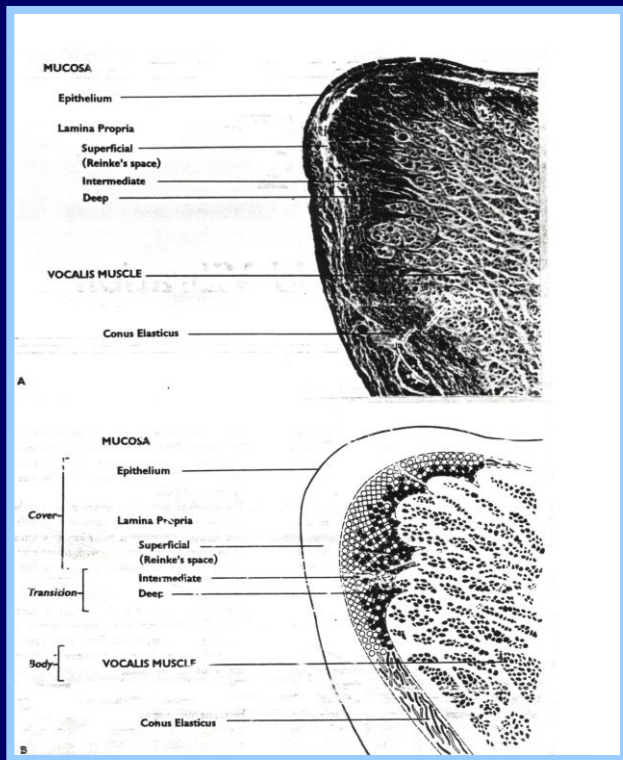 MUCOSA
Epithelium
Lamina Propria
Superficial
(Reinke's space)
Intermediate
Deep
VOCALIS MUSCLE
Conus Elasticus
A
MUCOSA
Epithelium
Cover
Lamina Propria
Superficial
(Reinke's space)
Intermediate
Transition
Deep
Body
VOCALIS MUSCLE
Conus Elasticus
B